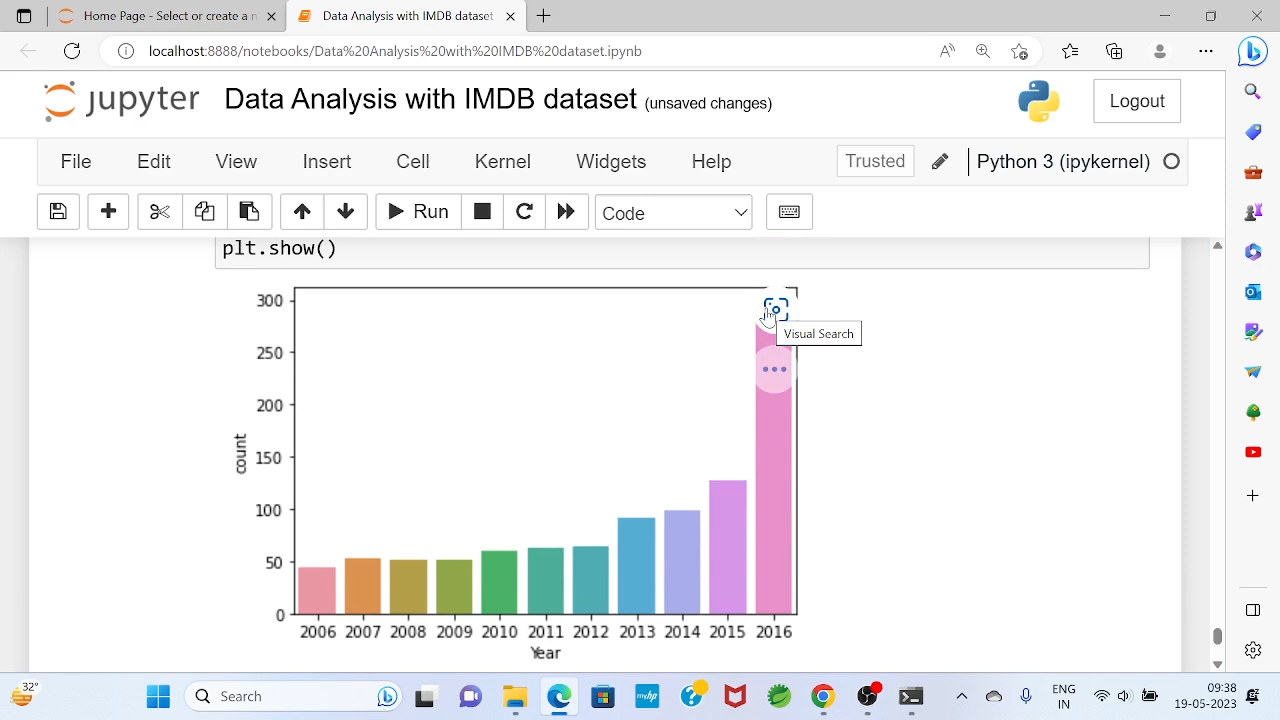 Home Page - Select or create a n
Data Analysis with IMDB dataset
localhost:8888/notebooks/Data%20Analysis%20with%20IMDB%20dataset.ipynb
jupyter Data Analysis with IMDB dataset (unsaved changes)
Logout
File Edit View Insert Cell Kernel Widgets Help
Trusted
Python 3 (ipykernel)
Run
Code
plt.show()
300
250
200
150
100
50
0
count
2006 2007 2008 2009 2010 2011 2012 2013 2014 2015 2016
Year
Visual Search
32°
Search
myhp
ENG
IN
09:38
19-05-2023